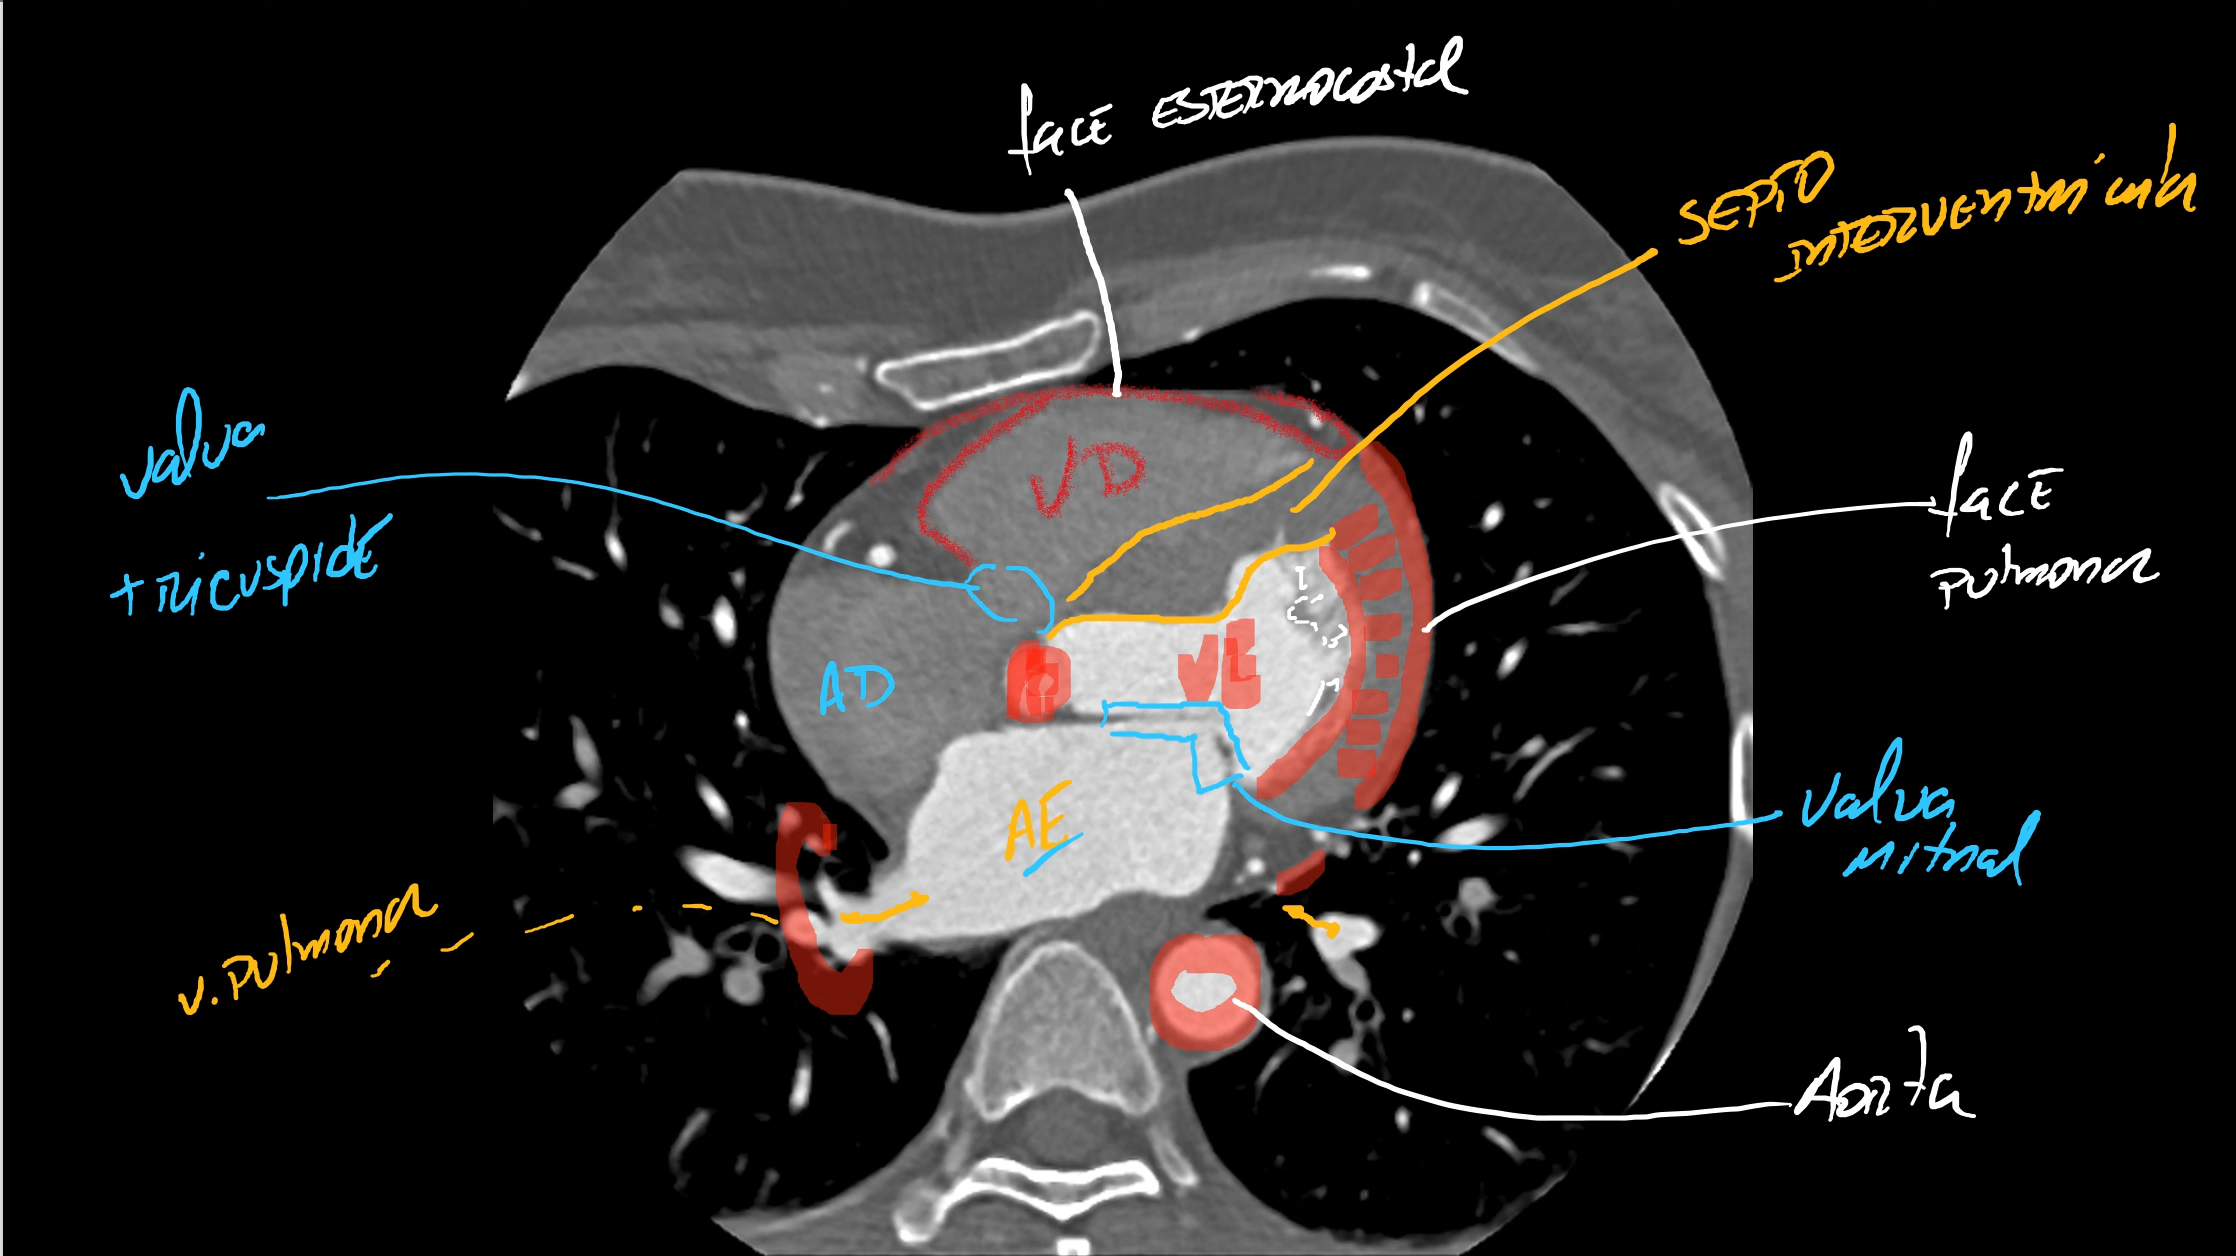 face ESTERNOCOSTAL
SEPTO
INTERVENTRICULAR
valva
tricuspide
VD
face
pulmonar
AD
VE
AE
valva
mitral
v. pulmonar
Aorta